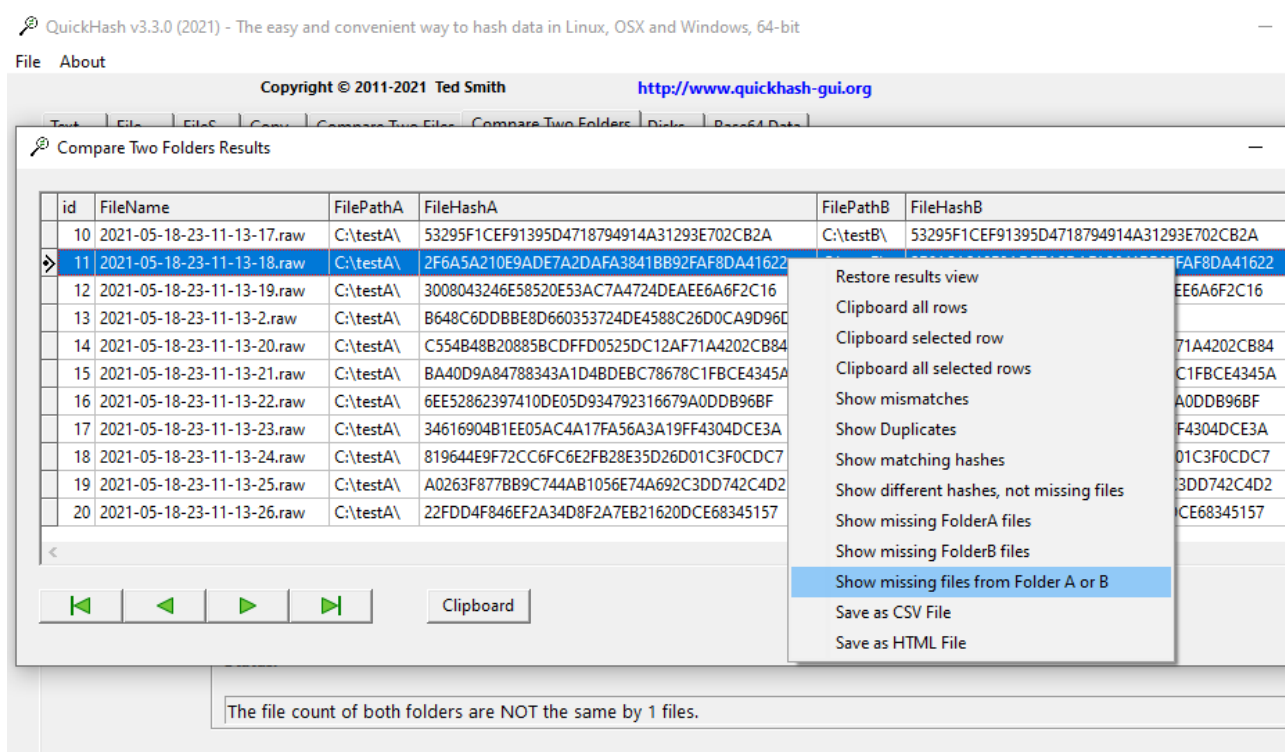 QuickHash v3.3.0 (2021) - The easy and convenient way to hash data in Linux, OSX and Windows, 64-bit
File About
Copyright © 2011-2021 Ted Smith http://www.quickhash-gui.org
Text File FileS Copy Compare Two Files Compare Two Folders Disks Base64 Data
Compare Two Folders Results
id FileName FilePathA FileHashA FilePathB FileHashB
10 2021-05-18-23-11-13-17.raw C:\testA\ 53295F1CEF91395D4718794914A31293E702CB2A C:\testB\ 53295F1CEF91395D4718794914A31293E702CB2A
11 2021-05-18-23-11-13-18.raw C:\testA\ 2F6A5A210E9ADE7A2DAFA3841BB92FAF8DA41622 FAF8DA41622
12 2021-05-18-23-11-13-19.raw C:\testA\ 3008043246E58520E53AC7A4724DEAEE6A6F2C16 EE6A6F2C16
13 2021-05-18-23-11-13-2.raw C:\testA\ B648C6DDBBE8D660353724DE4588C26D0CA9D96D
14 2021-05-18-23-11-13-20.raw C:\testA\ C554B48B20885BCDFFD0525DC12AF71A4202CB84 71A4202CB84
15 2021-05-18-23-11-13-21.raw C:\testA\ BA40D9A84788343A1D4BDEBC78678C1FBCE4345A C1FBCE4345A
16 2021-05-18-23-11-13-22.raw C:\testA\ 6EE52862397410DE05D934792316679A0DDB96BF A0DDB96BF
17 2021-05-18-23-11-13-23.raw C:\testA\ 34616904B1EE05AC4A17FA56A3A19FF4304DCE3A F4304DCE3A
18 2021-05-18-23-11-13-24.raw C:\testA\ 819644E9F72CC6FC6E2FB28E35D26D01C3F0CDC7 01C3F0CDC7
19 2021-05-18-23-11-13-25.raw C:\testA\ A0263F877BB9C744AB1056E74A692C3DD742C4D2 3DD742C4D2
20 2021-05-18-23-11-13-26.raw C:\testA\ 22FDD4F846EF2A34D8F2A7EB21620DCE68345157 CE68345157
Restore results view
Clipboard all rows
Clipboard selected row
Clipboard all selected rows
Show mismatches
Show Duplicates
Show matching hashes
Show different hashes, not missing files
Show missing FolderA files
Show missing FolderB files
Show missing files from Folder A or B
Save as CSV File
Save as HTML File
Clipboard
The file count of both folders are NOT the same by 1 files.